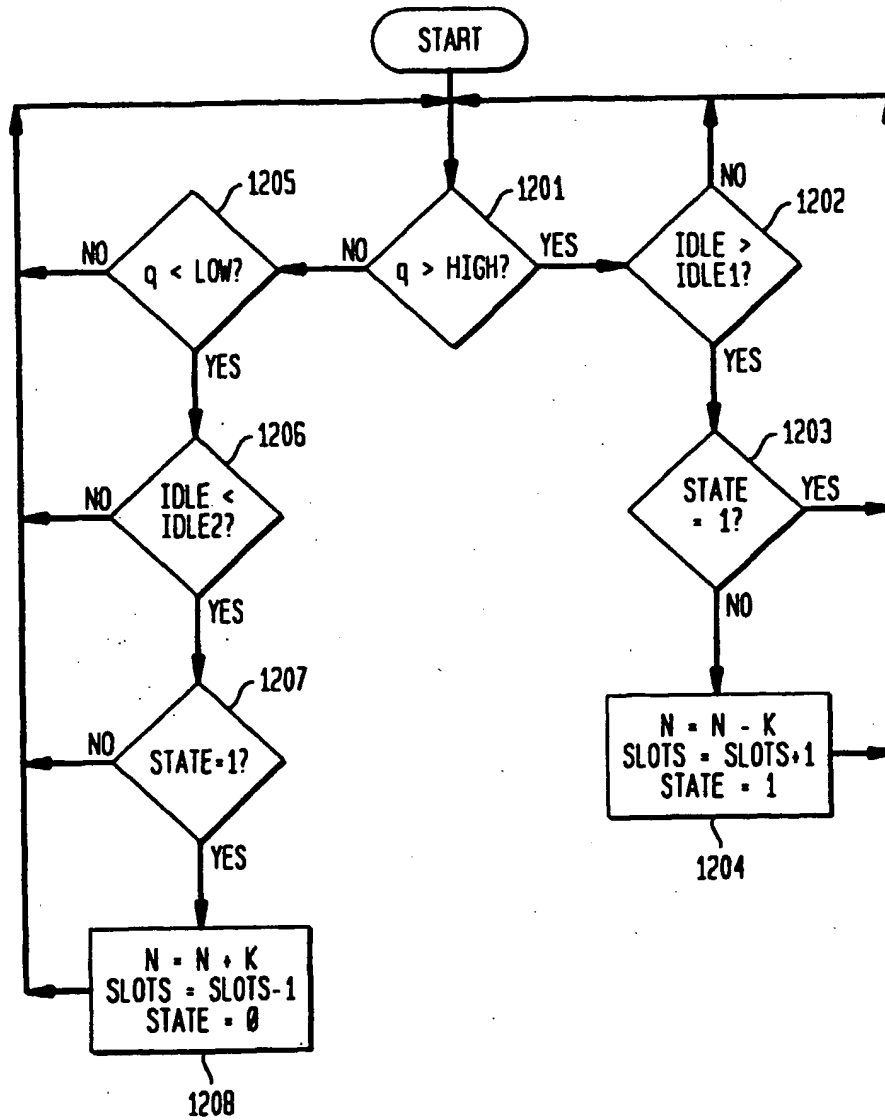 START
1205
1201
1202
NO
q < LOW?
NO
q > HIGH?
YES
IDLE >
IDLE1?
NO
YES
YES
1206
1203
NO
IDLE <
IDLE2?
STATE
= 1?
YES
YES
NO
1207
NO
STATE=1?
N = N - K
SLOTS = SLOTS+1
STATE = 1
YES
1204
N = N + K
SLOTS = SLOTS-1
STATE = 0
1208